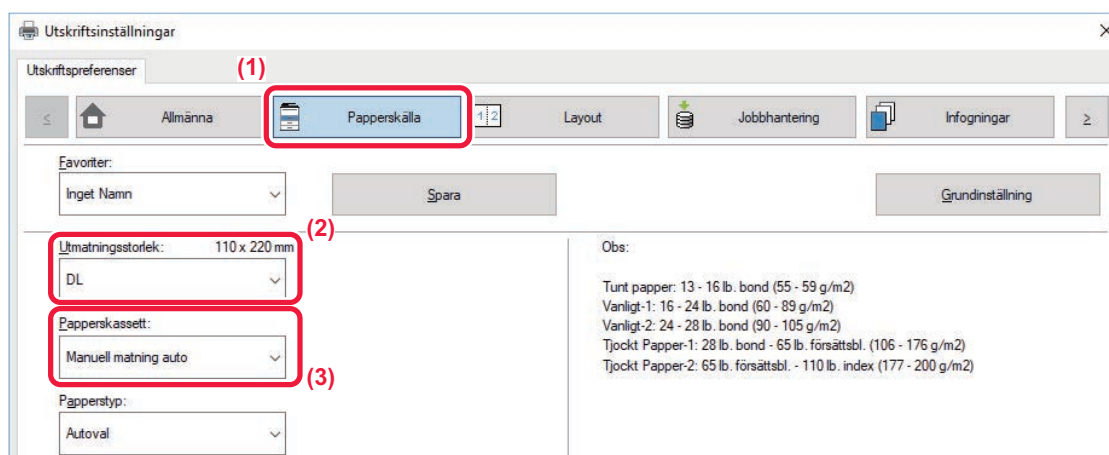 Utskriftsinställningar
Utskriftspreferenser
(1)
<
Allmänna
Papperskälla
1 2
Layout
Jobbhantering
Infogningar
>
Favoriter:
Inget Namn
Spara
Grundinställning
(2)
Utmatningsstorlek: 110 x 220 mm
DL
Papperskassett:
Manuell matning auto
(3)
Papperstyp:
Autoval
Obs:
Tunt papper: 13 - 16 lb. bond (55 - 59 g/m2)
Vanligt-1: 16 - 24 lb. bond (60 - 89 g/m2)
Vanligt-2: 24 - 28 lb. bond (90 - 105 g/m2)
Tjockt Papper-1: 28 lb. bond - 65 lb. försättsbl. (106 - 176 g/m2)
Tjockt Papper-2: 65 lb. försättsbl. - 110 lb. index (177 - 200 g/m2)